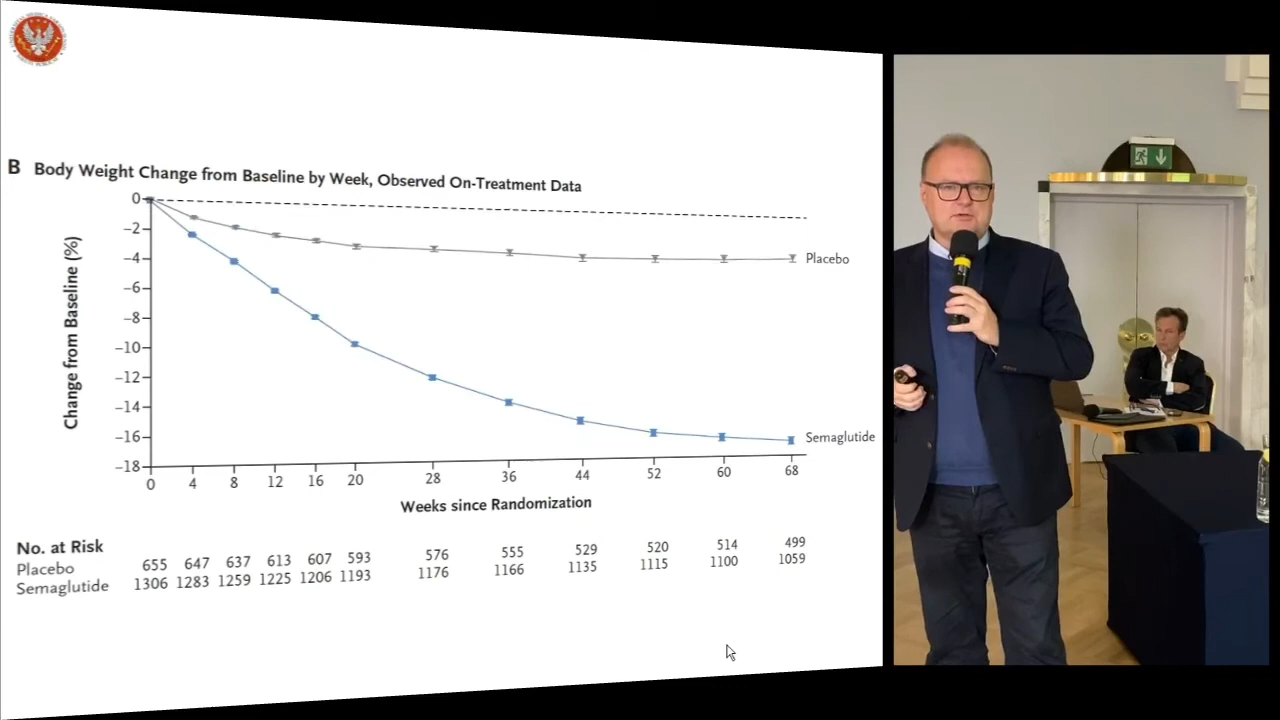 B Body Weight Change from Baseline by Week, Observed On-Treatment Data
0
−2
−4
−6
−8
−10
−12
−14
−16
−18
Change from Baseline (%)
Placebo
Semaglutide
0 4 8 12 16 20 28 36 44 52 60 68
Weeks since Randomization
No. at Risk
Placebo 655 647 637 613 607 593 576 555 529 520 514 499
Semaglutide 1306 1283 1259 1225 1206 1193 1176 1166 1135 1115 1100 1059